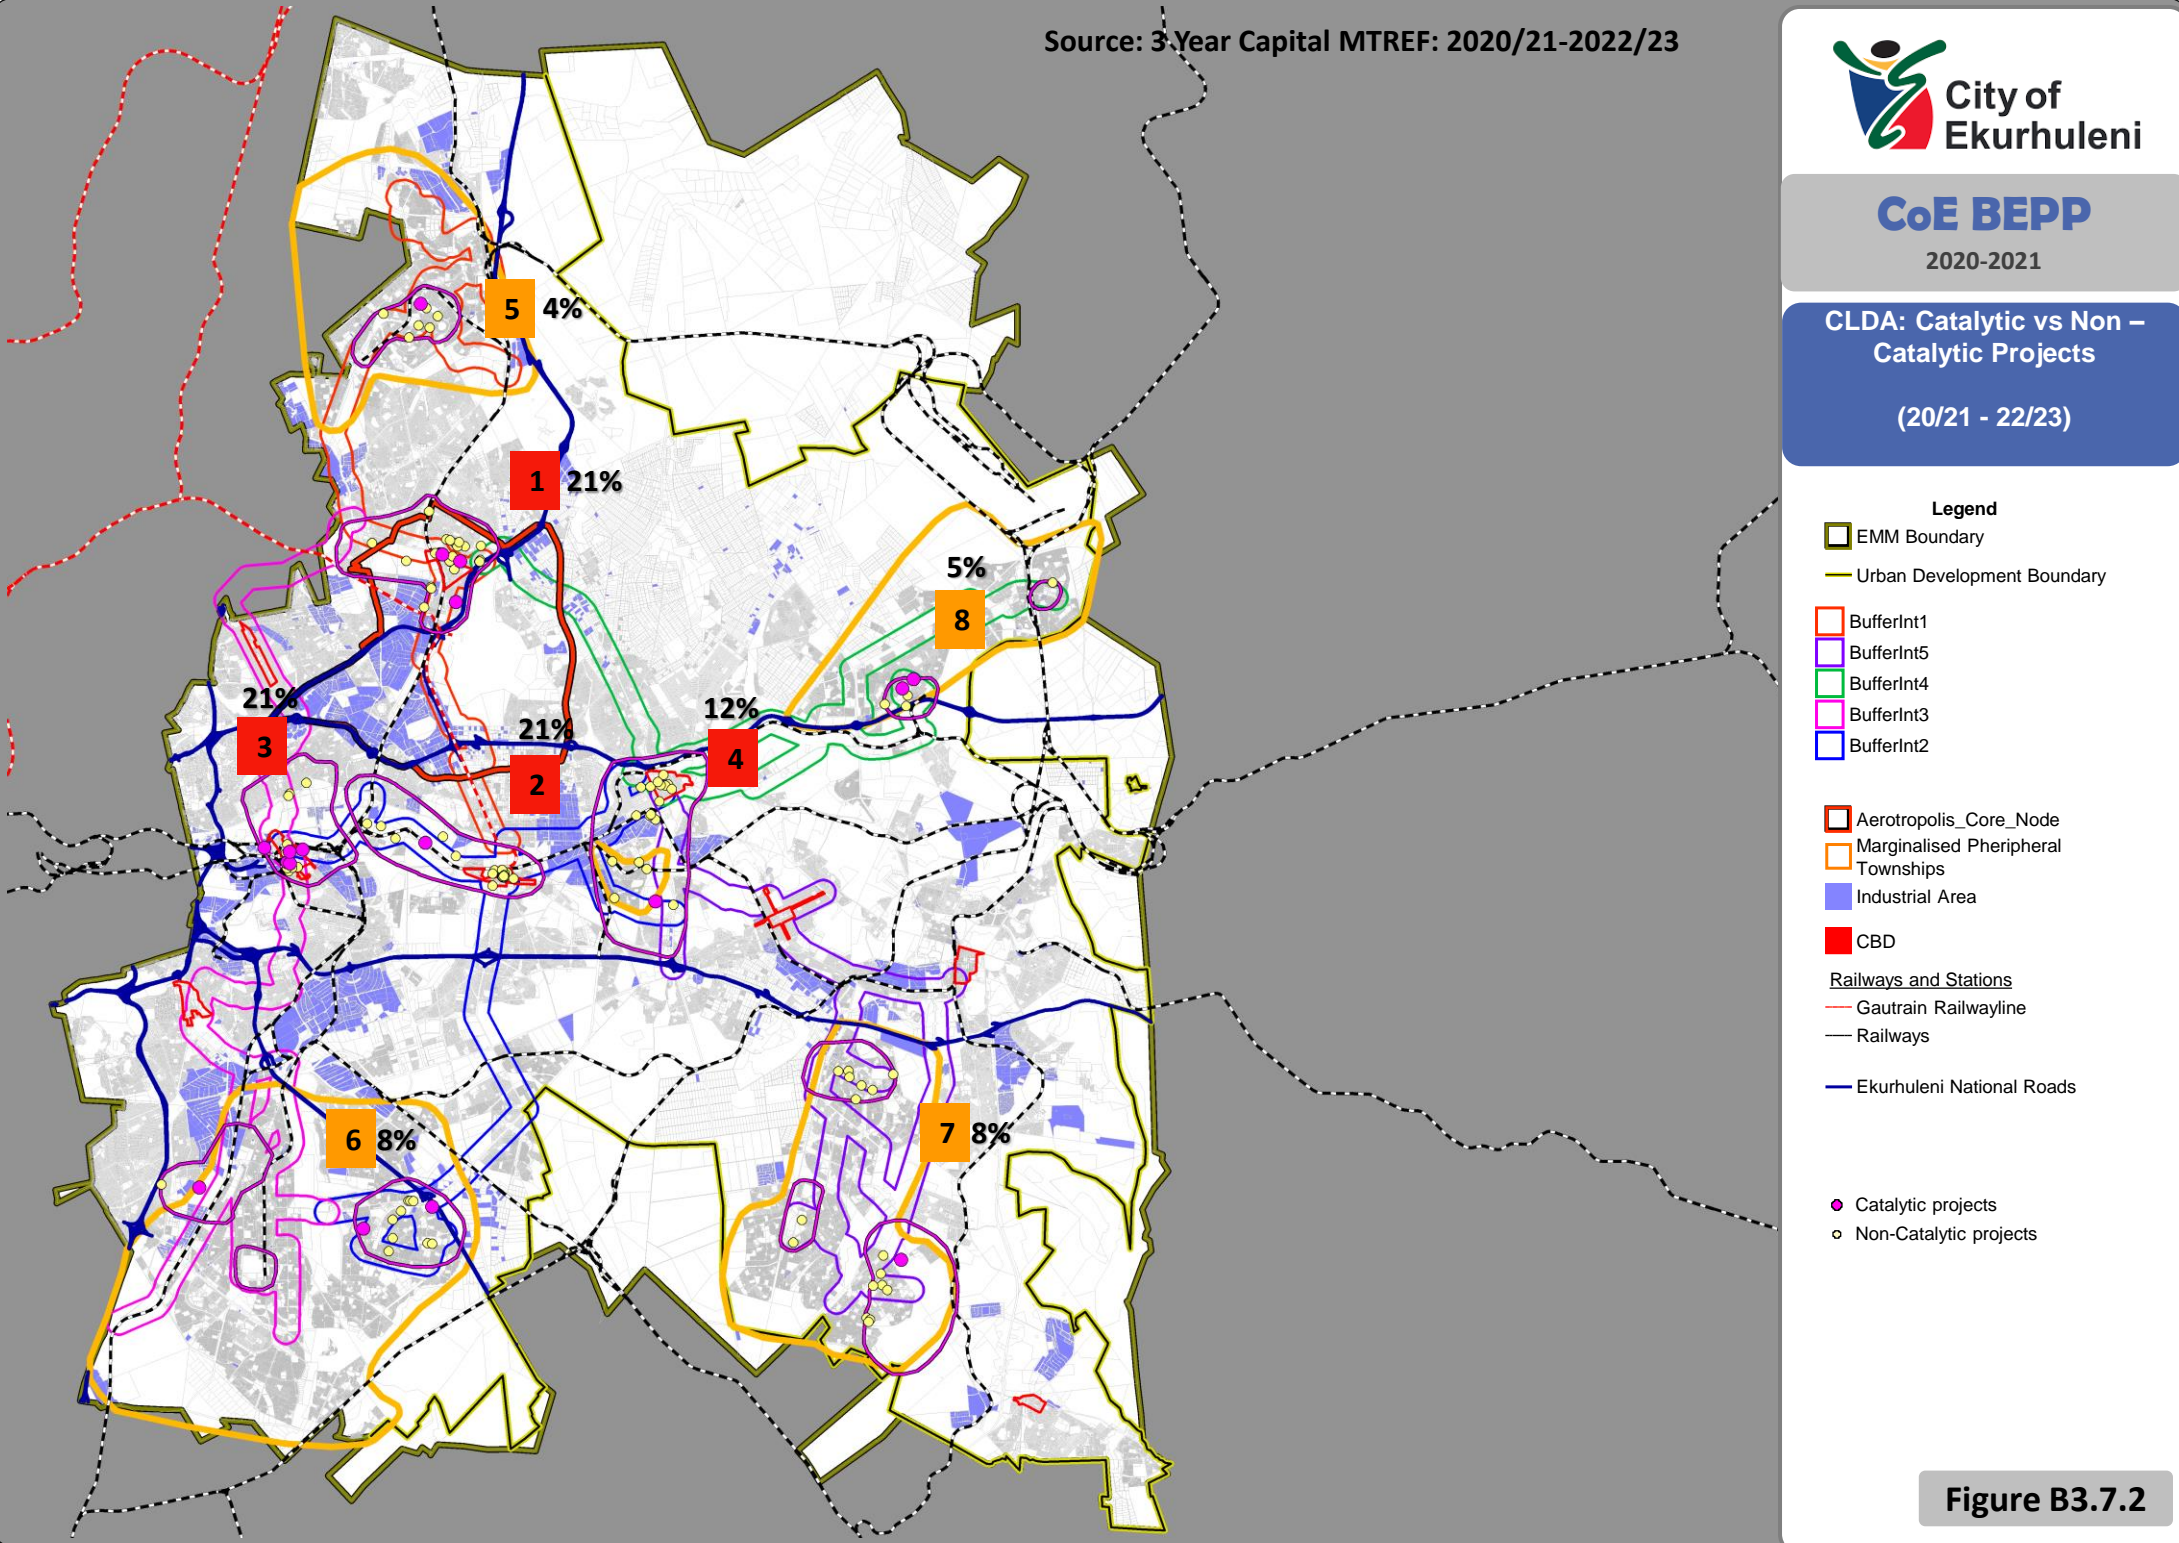 Source: 3 Year Capital MTREF: 2020/21-2022/23
5 4%
1 21%
5%
8
21%
3
21%
2
12%
4
6 8%
7 8%
City of
Ekurhuleni
CoE BEPP
2020-2021
CLDA: Catalytic vs Non –
Catalytic Projects
(20/21 - 22/23)
Legend
EMM Boundary
Urban Development Boundary
BufferInt1
BufferInt5
BufferInt4
BufferInt3
BufferInt2
Aerotropolis_Core_Node
Marginalised Pheripheral
Townships
Industrial Area
CBD
Railways and Stations
Gautrain Railwayline
Railways
Ekurhuleni National Roads
Catalytic projects
Non-Catalytic projects
Figure B3.7.2